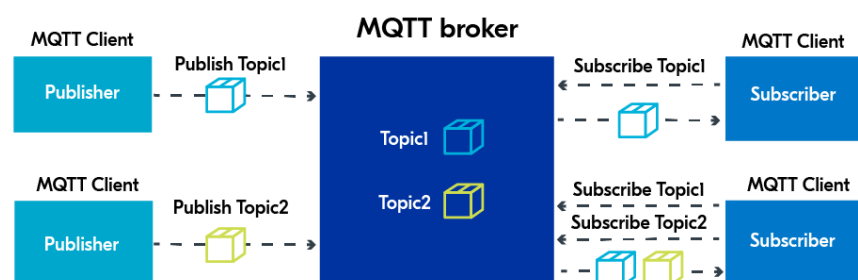 MQTT broker
MQTT Client
Publisher
Publish Topic1
MQTT Client
Publisher
Publish Topic2
Topic1
Topic2
Subscribe Topic1
MQTT Client
Subscriber
Subscribe Topic1
Subscribe Topic2
MQTT Client
Subscriber